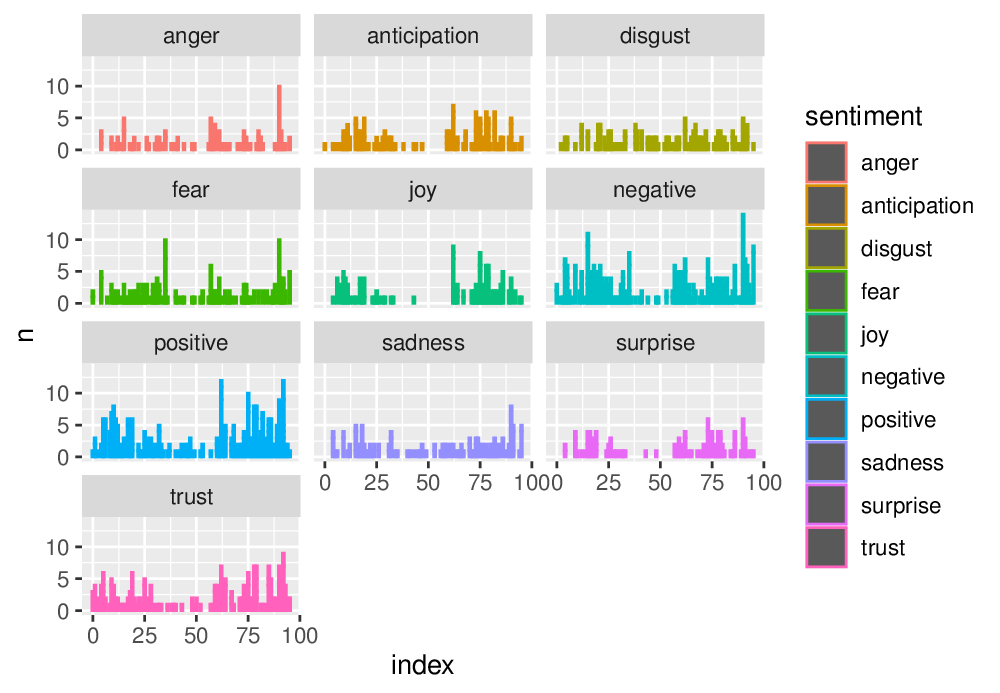 anger anticipation disgust
10
5
0
fear joy negative
10
5
0
positive sadness surprise
10
5
0
0 25 50 75 100 0 25 50 75 100
trust
10
5
0
0 25 50 75 100
n
index
sentiment
anger
anticipation
disgust
fear
joy
negative
positive
sadness
surprise
trust